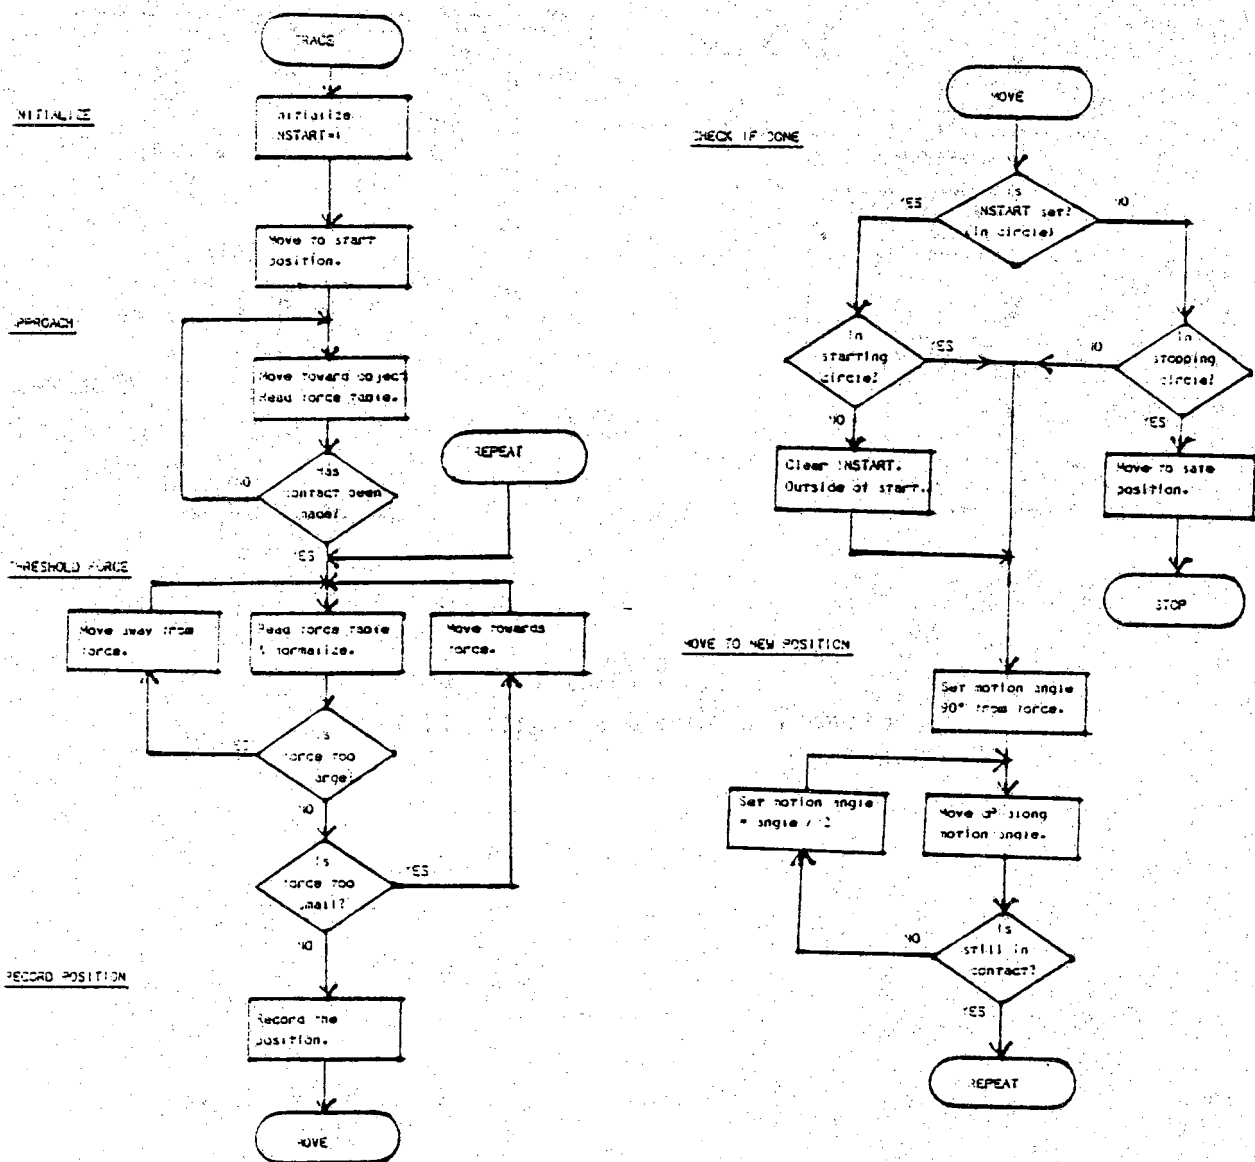 TRACE
INITIALIZE
Initialize
INSTART=1
Move to start
position.
APPROACH
Move toward object
Read force table.
Has
contact been
made?
NO
YES
REPEAT
THRESHOLD FORCE
Move away from
force.
Read force table
& normalize.
Move towards
force.
Is
force too
large?
YES
NO
Is
force too
small?
YES
NO
RECORD POSITION
Record the
position.
MOVE
MOVE
CHECK IF DONE
Is
INSTART set?
(In circle)
YES
NO
In
starting
circle?
YES
NO
In
stopping
circle?
NO
YES
Clear INSTART.
Outside of start.
Move to safe
position.
STOP
MOVE TO NEW POSITION
Set motion angle
90° from force.
Set motion angle
= angle / 2
Move along
motion angle.
Is
still in
contact?
NO
YES
REPEAT